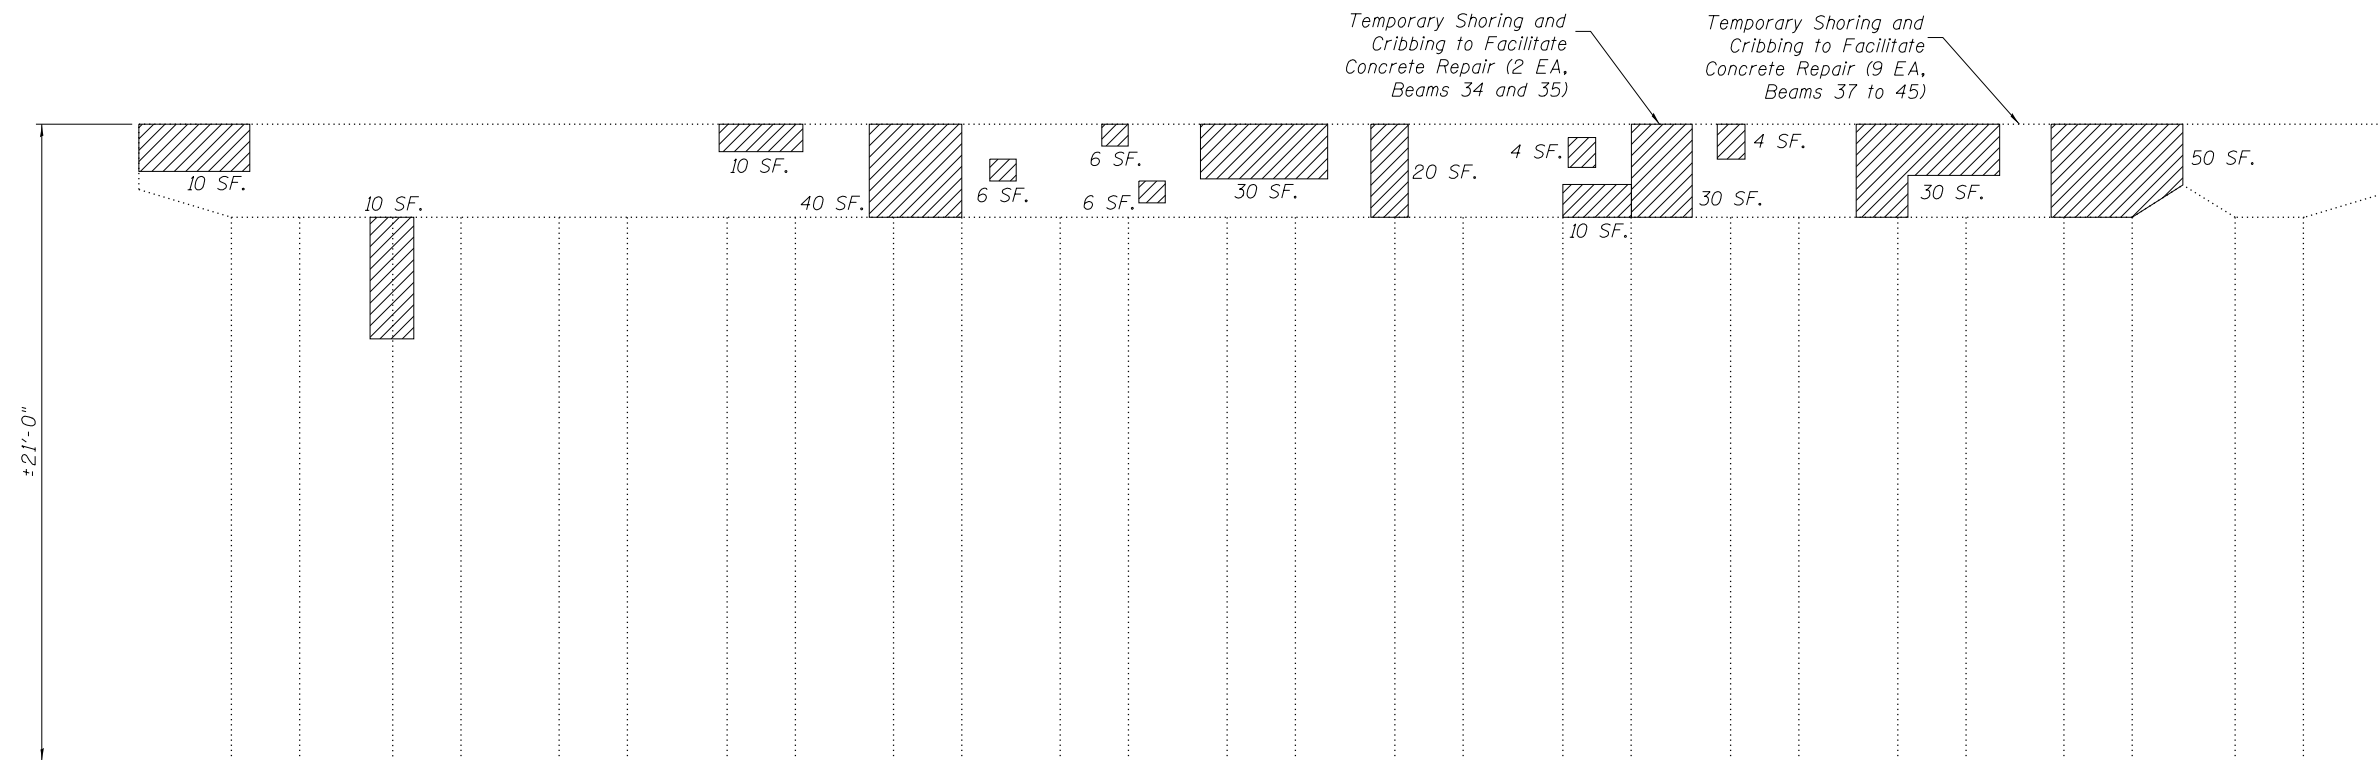 Temporary Shoring and
Cribbing to Facilitate
Concrete Repair (2 EA,
Beams 34 and 35)
Temporary Shoring and
Cribbing to Facilitate
Concrete Repair (9 EA,
Beams 37 to 45)
10 SF.
10 SF.
10 SF.
40 SF.
6 SF.
6 SF.
6 SF.
30 SF.
20 SF.
4 SF.
10 SF.
30 SF.
4 SF.
30 SF.
50 SF.
±21'-0"